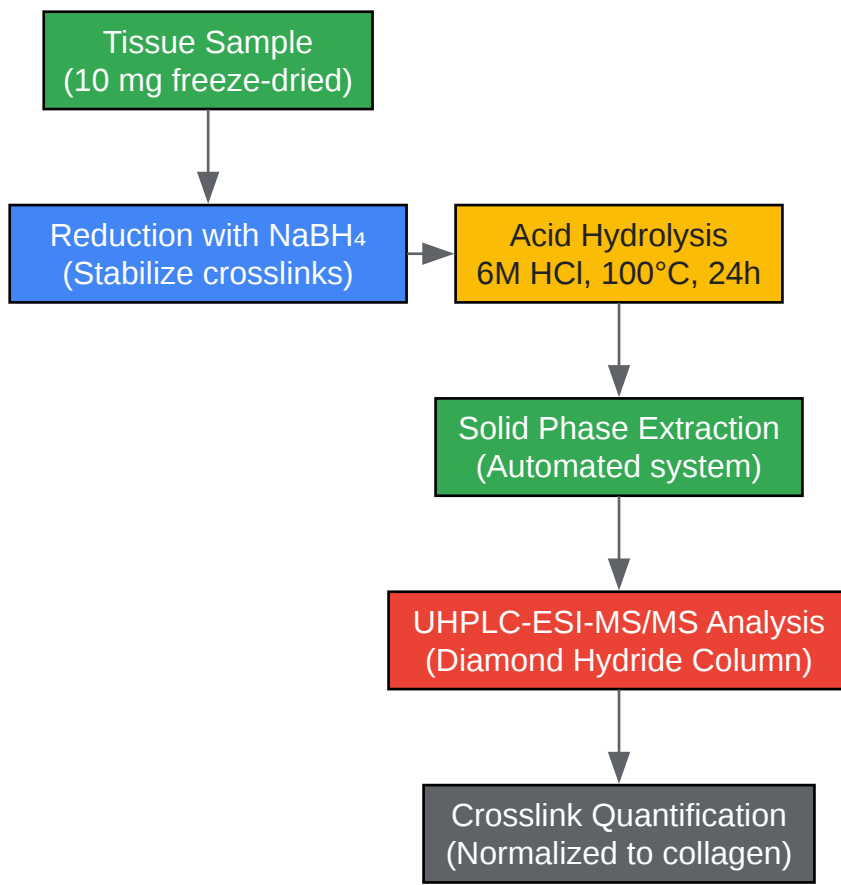 Tissue Sample
(10 mg freeze-dried)
Reduction with NaBH₄
(Stabilize crosslinks)
Acid Hydrolysis
6M HCl, 100°C, 24h
Solid Phase Extraction
(Automated system)
UHPLC-ESI-MS/MS Analysis
(Diamond Hydride Column)
Crosslink Quantification
(Normalized to collagen)